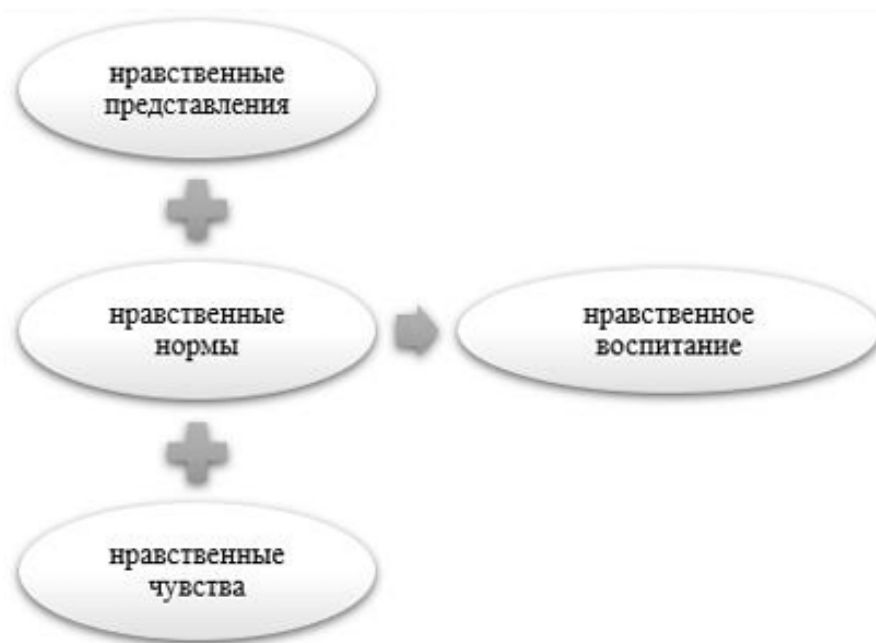 нравственные
представления
нравственные
нормы
нравственное
воспитание
нравственные
чувства